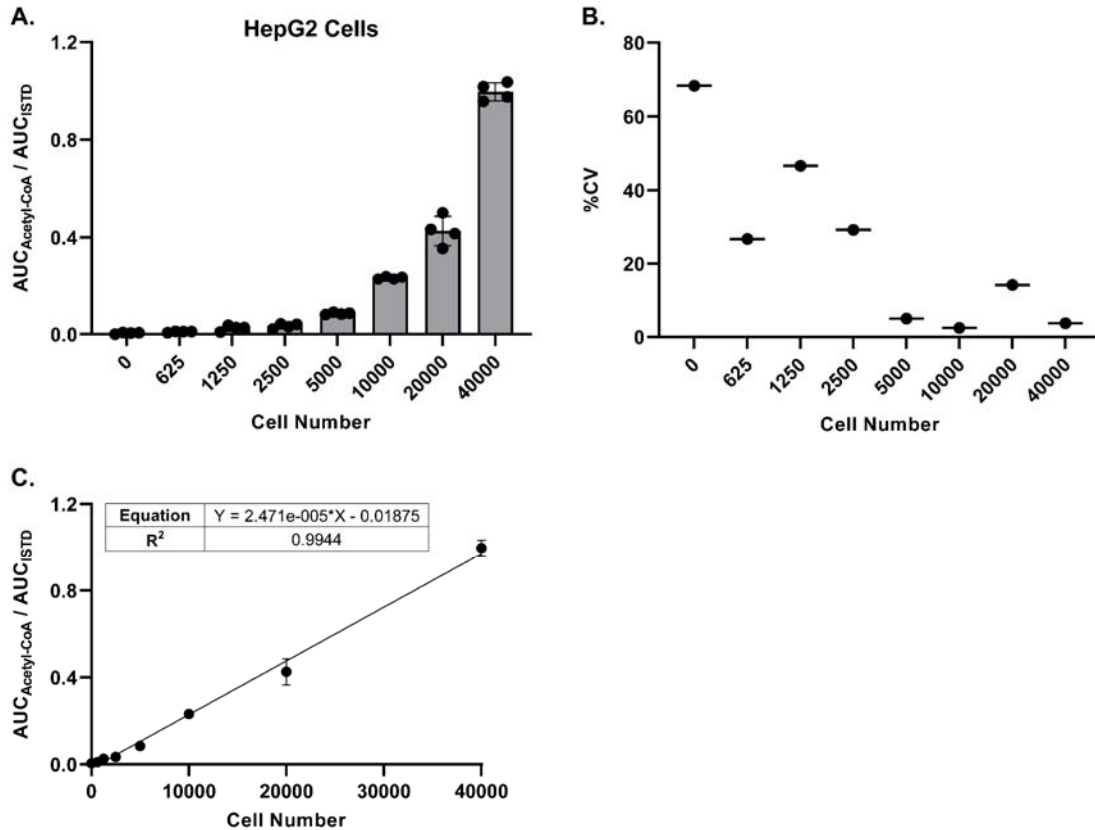 A.
HepG2 Cells
AUCAcetyl-CoA / AUCISTD
1.2
0.8
0.4
0.0
0
625
1250
2500
5000
10000
20000
40000
Cell Number
B.
%CV
80
60
40
20
0
0
625
1250
2500
5000
10000
20000
40000
Cell Number
C.
AUCAcetyl-CoA / AUCISTD
1.2
0.8
0.4
0.0
Equation Y = 2.471e-005*X - 0.01875
R2 0.9944
0 10000 20000 30000 40000
Cell Number